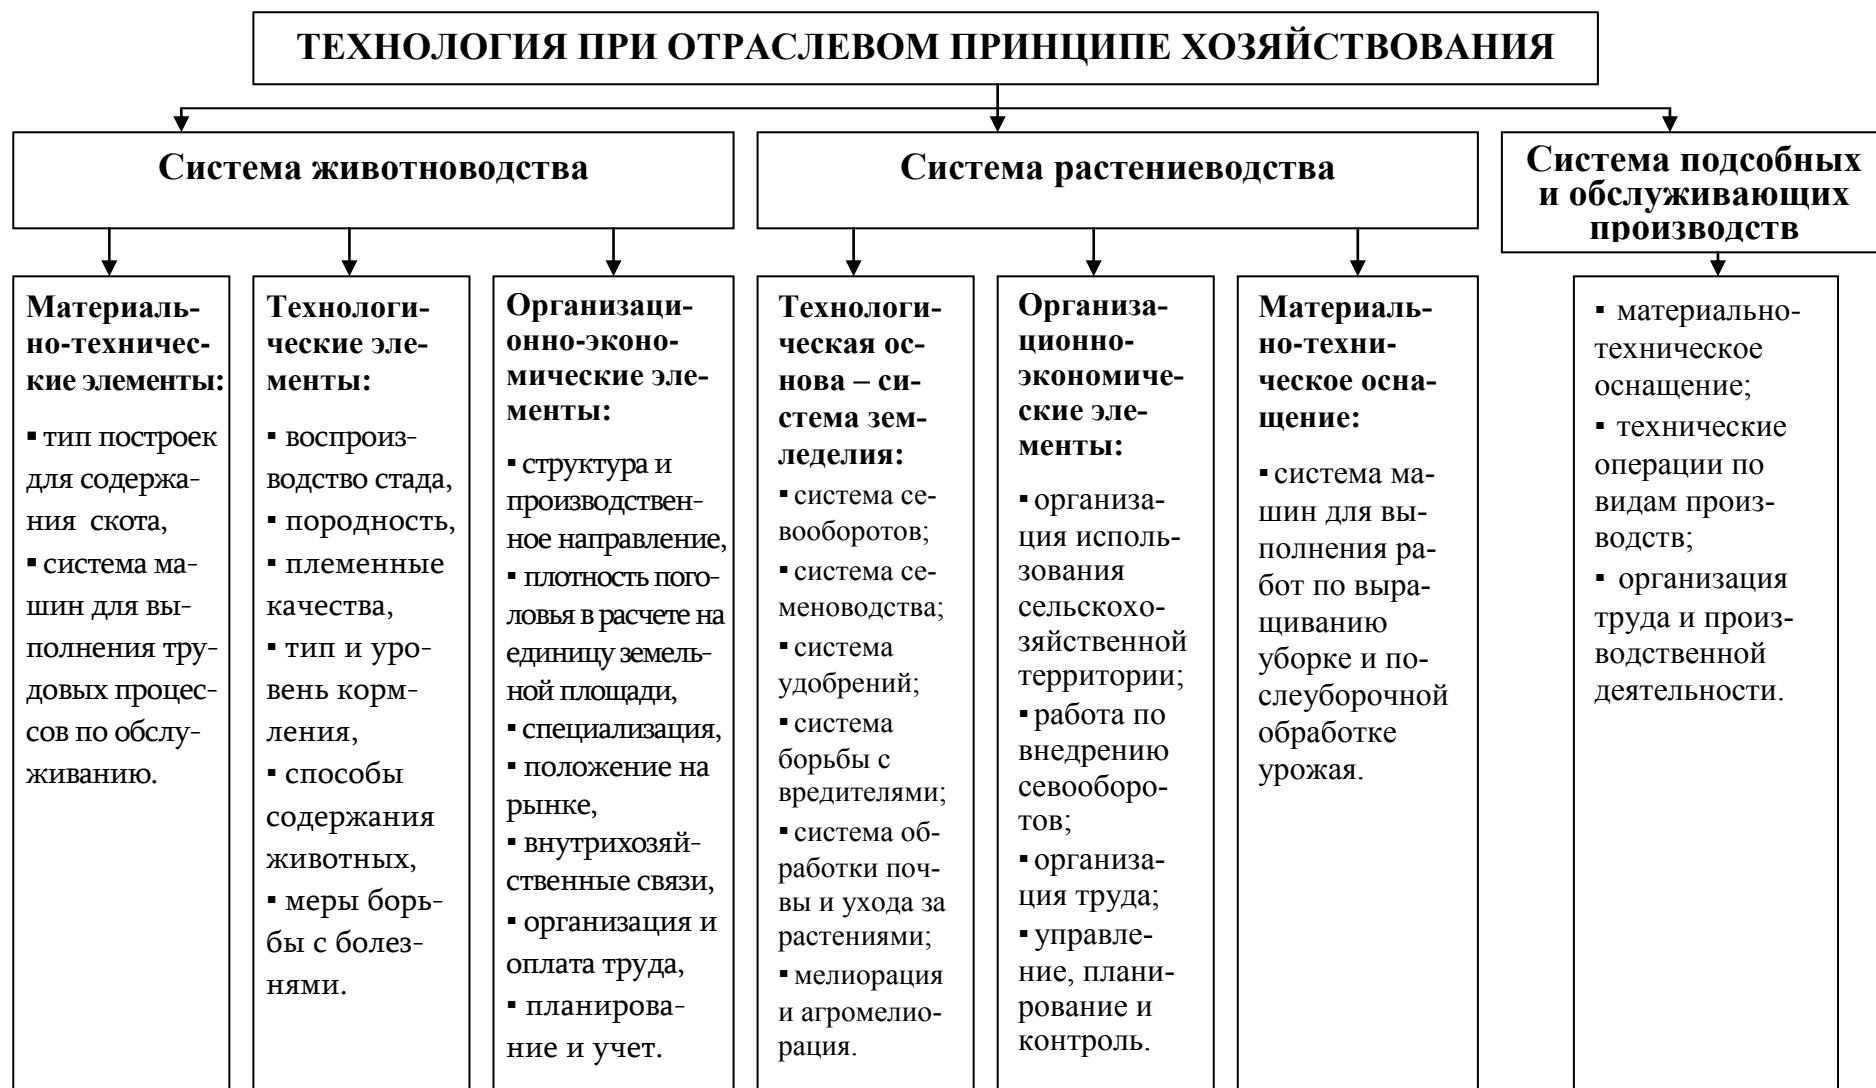 ТЕХНОЛОГИЯ ПРИ ОТРАСЛЕВОМ ПРИНЦИПЕ ХОЗЯЙСТВОВАНИЯ
Система животноводства
Система растениеводства
Система подсобных
и обслуживающих
производств
Материаль-
но-техничес-
кие элементы:
▪ тип построек
для содержа-
ния скота,
▪ система ма-
шин для вы-
полнения тру-
довых процес-
сов по обслу-
живанию.
Технологи-
ческие эле-
менты:
▪ воспроиз-
водство стада,
▪ породность,
▪ племенные
качества,
▪ тип и уро-
вень корм-
ления,
▪ способы
содержания
животных,
▪ меры борь-
бы с болез-
нями.
Организаци-
онно-эконо-
мические эле-
менты:
▪ структура и
производствен-
ное направление,
▪ плотность пого-
ловья в расчете на
единицу земель-
ной площади,
▪ специализация,
▪ положение на
рынке,
▪ внутрихозяй-
ственные связи,
▪ организация и
оплата труда,
▪ планирова-
ние и учет.
Технологи-
ческая ос-
нова – си-
стема зем-
леделия:
▪ система се-
вооборотов;
▪ система се-
меноводства;
▪ система
удобрений;
▪ система
борьбы с
вредителями;
▪ система об-
работки поч-
вы и ухода за
растениями;
▪ мелиорация
и агромелио-
рация.
Организа-
ционно-
экономиче-
ские эле-
менты:
▪ организа-
ция исполь-
зования
сельскохо-
зяйственной
территории;
▪ работа по
внедрению
севооборо-
тов;
▪ организа-
ция труда;
▪ управле-
ние, плани-
рование и
контроль.
Материаль-
но-техни-
ческое осна-
щение:
▪ система ма-
шин для вы-
полнения ра-
бот по выра-
щиванию
уборке и по-
слеуборочной
обработке
урожая.
▪ материально-
техническое
оснащение;
▪ технические
операции по
видам произ-
водств;
▪ организация
труда и произ-
водственной
деятельности.